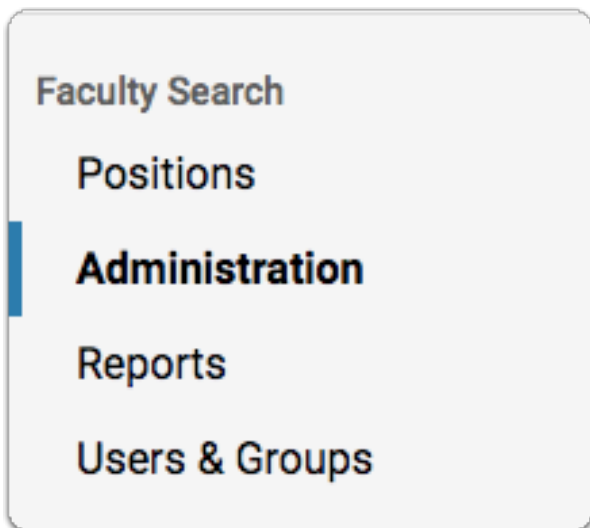 Faculty Search
Positions
Administration
Reports
Users & Groups